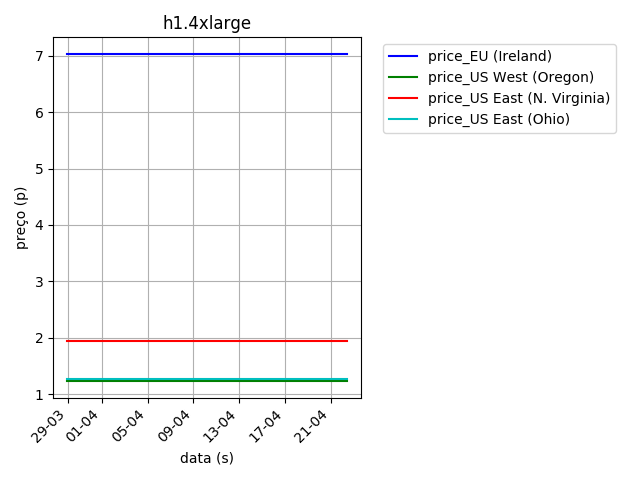 h1.4xlarge
price_EU (Ireland)
price_US West (Oregon)
price_US East (N. Virginia)
price_US East (Ohio)
preço (p)
7
6
5
4
3
2
1
29-03
01-04
05-04
09-04
13-04
17-04
21-04
data (s)